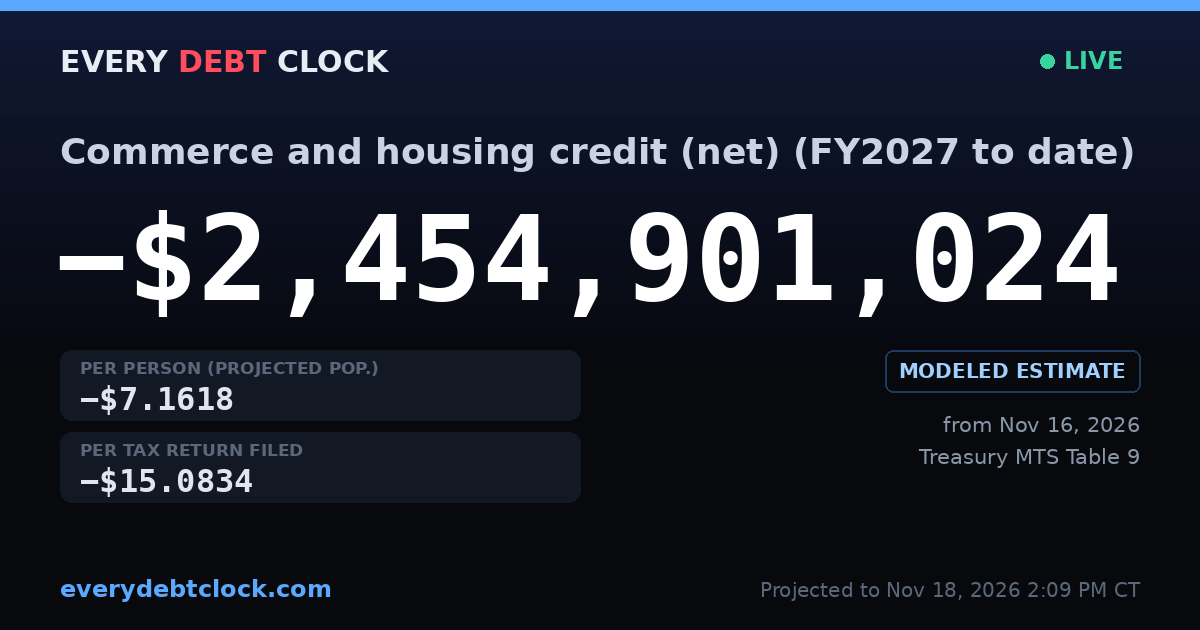 EVERY DEBT CLOCK
LIVE
Commerce and housing credit (net) (FY2027 to date)
−$2,454,901,024
PER PERSON (PROJECTED POP.)
−$7.1618
PER TAX RETURN FILED
−$15.0834
MODELED ESTIMATE
from Nov 16, 2026
Treasury MTS Table 9
everydebtclock.com
Projected to Nov 18, 2026 2:09 PM CT